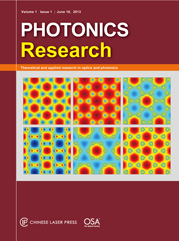 Volume 1 Issue 1 June 10, 2013
PHOTONICS
Research
Theoretical and applied research in optics and photonics
CHINESE LASER PRESS
OSA